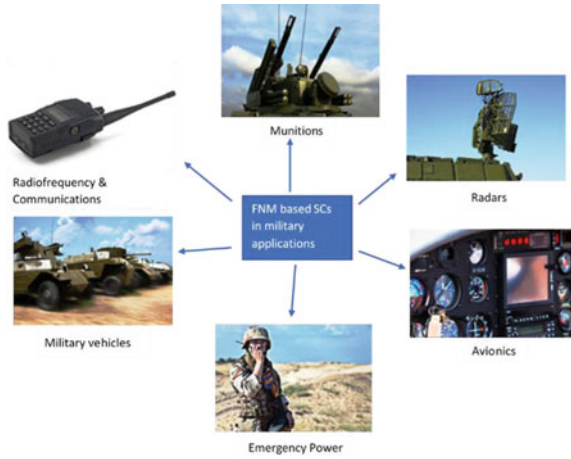 Munitions
Radiofrequency &
Communications
Radars
FNM based SCs
in military
applications
Military vehicles
Avionics
Emergency Power